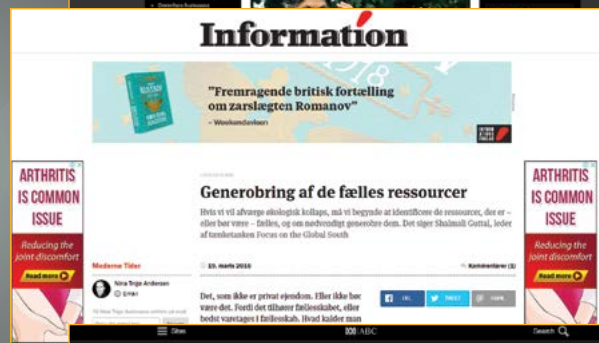 Information
"Fremragende britisk fortælling
om zarslægten Romanov"
– Weekendavisen
ARTHRITIS
IS COMMON
ISSUE
Reducing the
joint discomfort
Read more
Generobring af de fælles ressourcer
Hvis vi vil afværge økologisk kollaps, må vi begynde at identificere de ressourcer, der er –
eller bør være – fælles, og om nødvendigt generobre dem. Det siger Shalmali Guttal, leder
af tænketanken Focus on the Global South
Moderne Tider
23. marts 2016
Kommentarer (1)
Nina Trige Andersen
Det, som ikke er privat ejendom. Eller ikke bør
være det. Fordi det tilhører fællesskabet, eller
bedst varetages i fællesskab. Hvad kalder man
TWEET
ARTHRITIS
IS COMMON
ISSUE
Reducing the
joint discomfort
Read more
Sites
ABC
Search